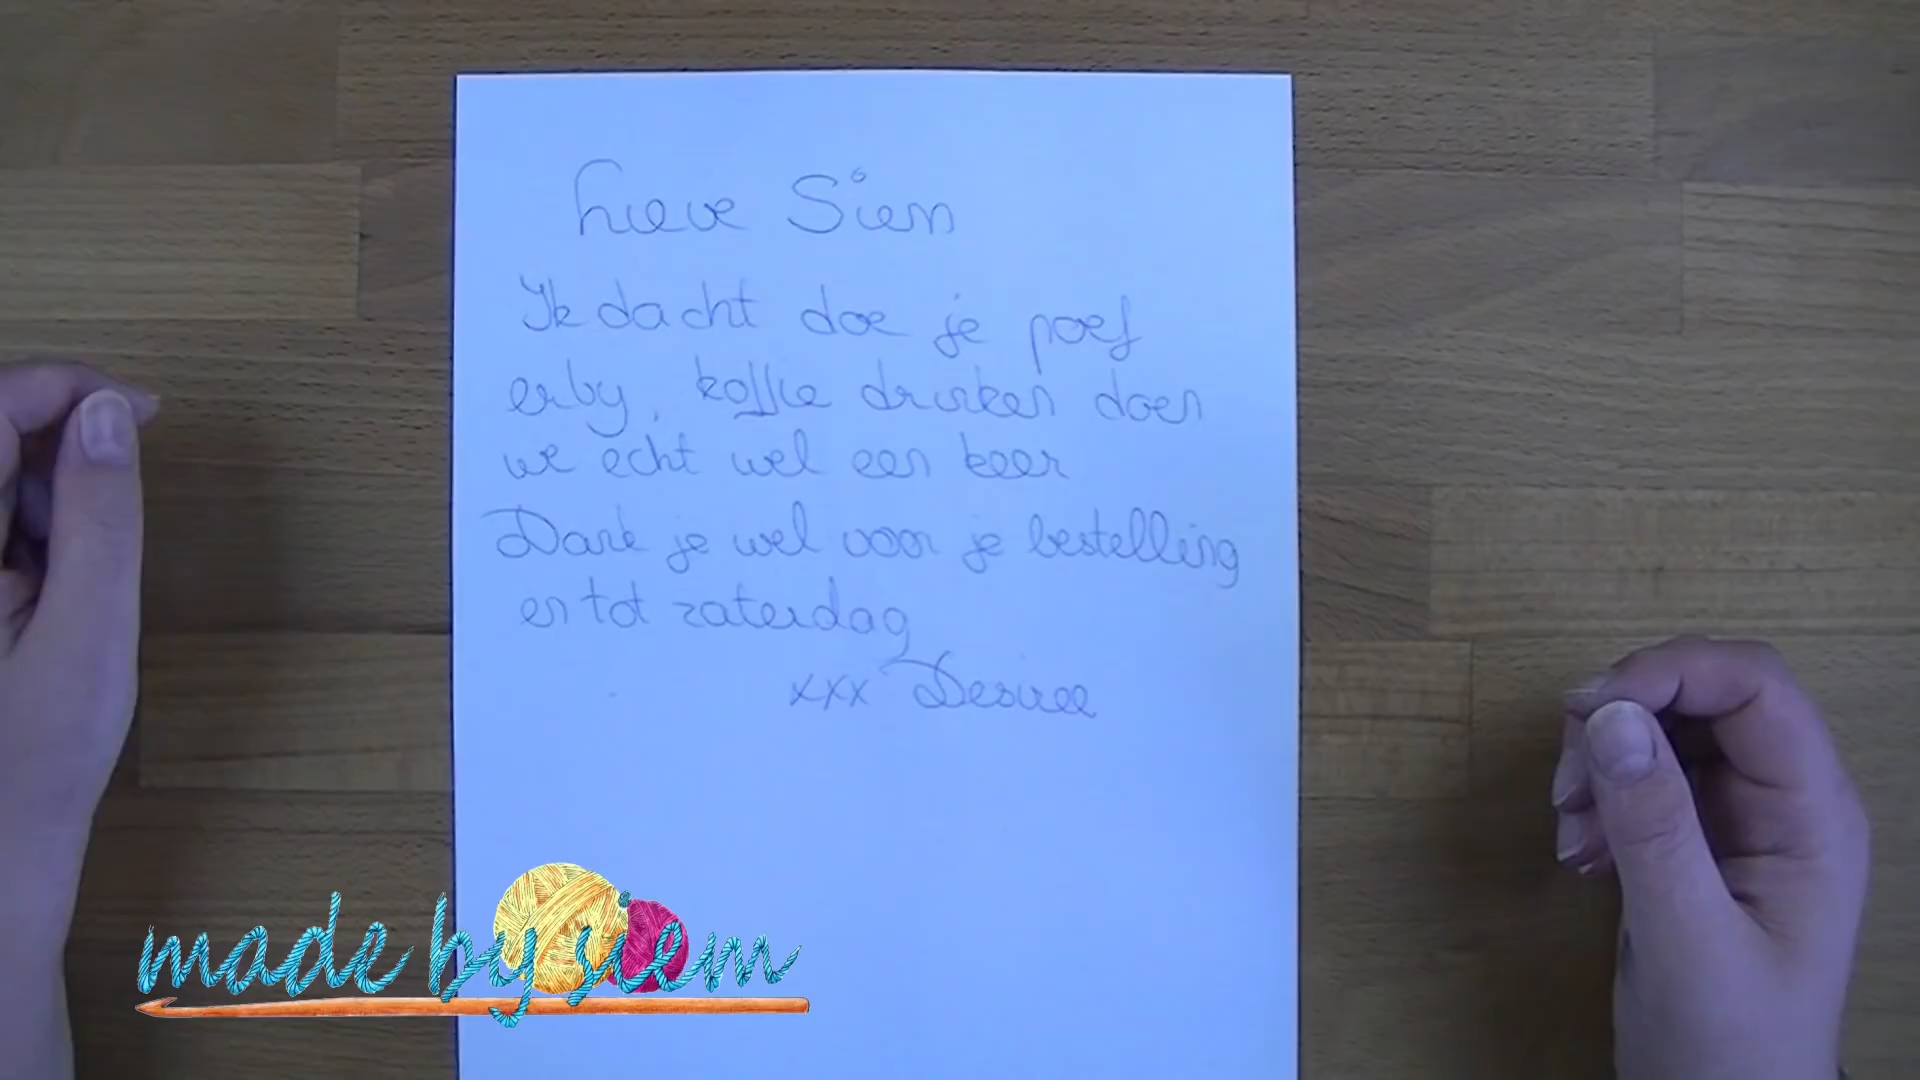 Lieve Siem
Ik dacht doe je poef
erby, koffie drinken doen
we echt wel een keer
Dank je wel voor je bestelling
en tot zaterdag
xxx Desiree
made by siem